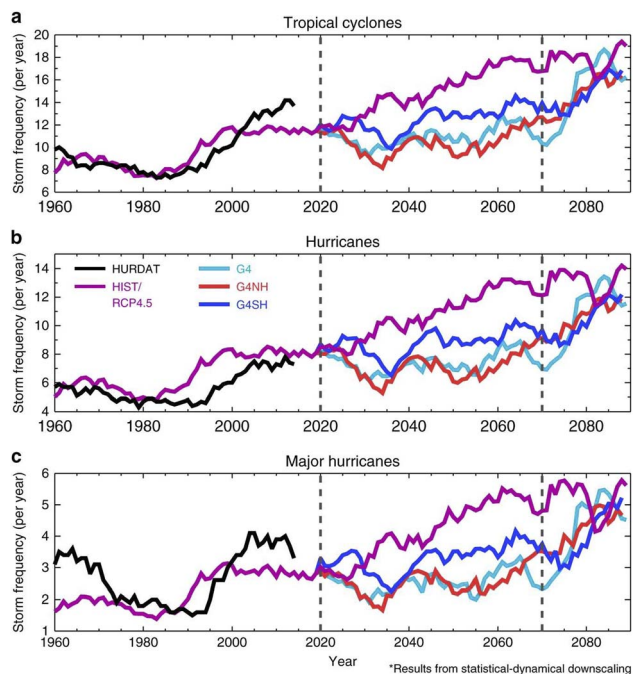 a
Tropical cyclones
Storm frequency (per year)
20
18
16
14
12
10
8
6
1960
1980
2000
2020
2040
2060
2080
b
Hurricanes
Storm frequency (per year)
14
12
10
8
6
4
HURDAT
HIST/
RCP4.5
G4
G4NH
G4SH
1960
1980
2000
2020
2040
2060
2080
c
Major hurricanes
Storm frequency (per year)
6
5
4
3
2
1
1960
1980
2000
2020
2040
2060
2080
Year
*Results from statistical-dynamical downscaling